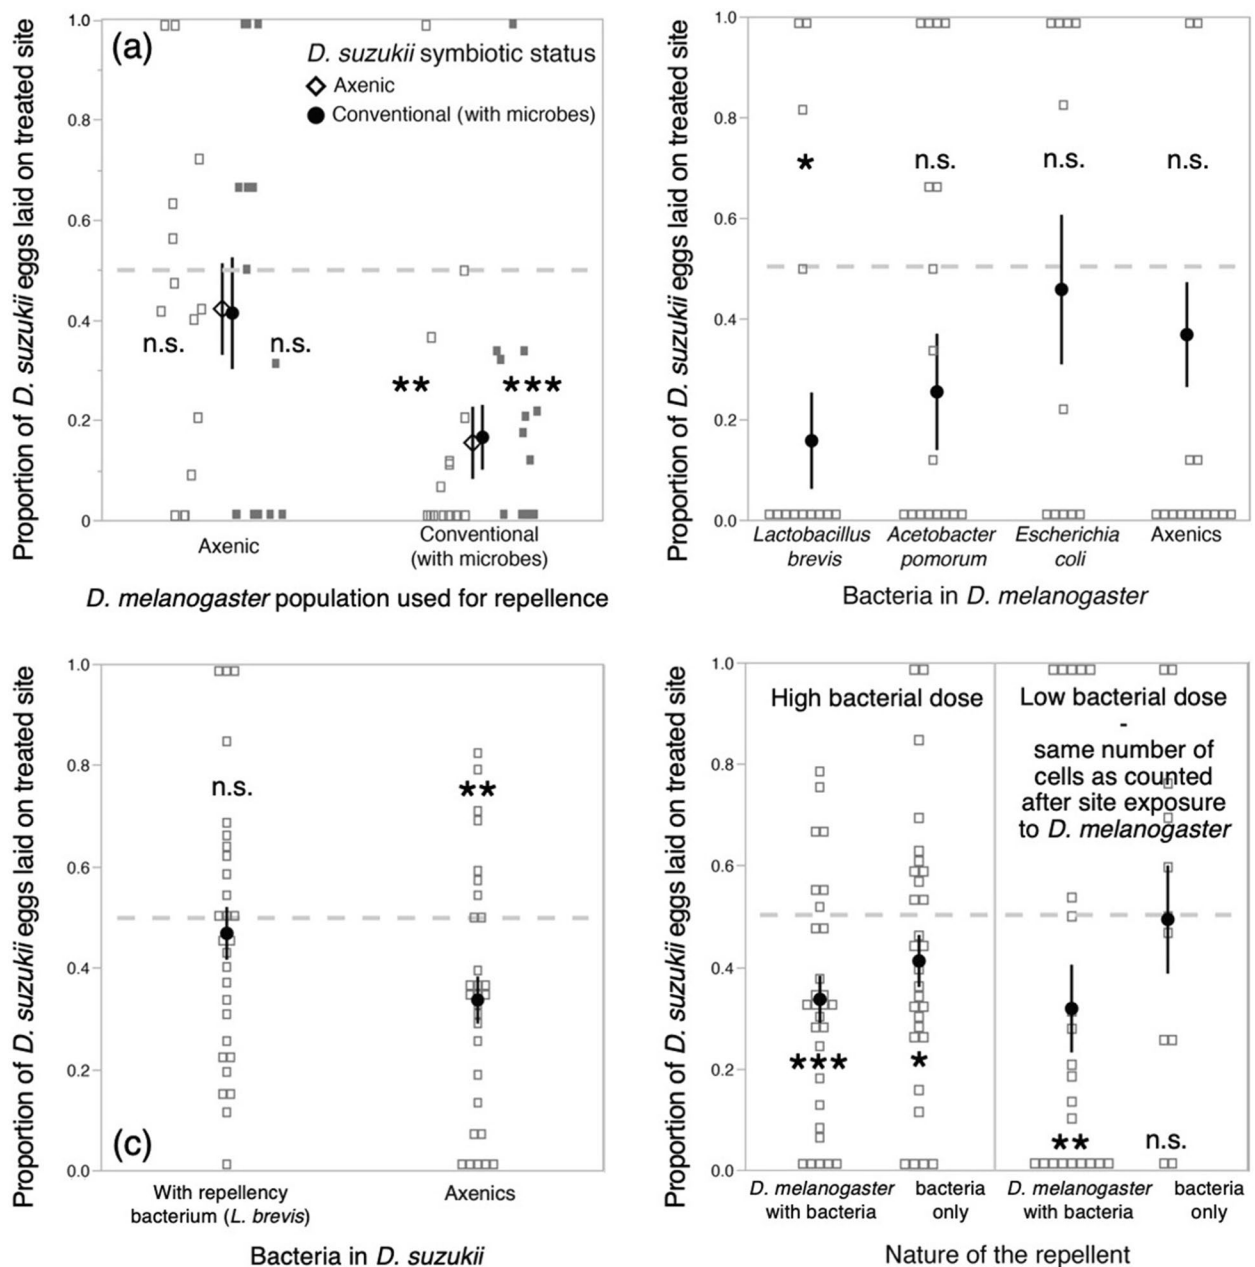 Proportion of D. suzukii eggs laid on treated site
1.0
0.8
0.6
0.4
0.2
0
(a)
D. suzukii symbiotic status
Axenic
Conventional (with microbes)
n.s.
n.s.
**
***
Axenic
Conventional
(with microbes)
D. melanogaster population used for repellence
Proportion of D. suzukii eggs laid on treated site
1.0
0.8
0.6
0.4
0.2
0.0
*
n.s.
n.s.
n.s.
Lactobacillus
brevis
Acetobacter
pomorum
Escherichia
coli
Axenics
Bacteria in D. melanogaster
Proportion of D. suzukii eggs laid on treated site
1.0
0.8
0.6
0.4
0.2
0.0
n.s.
**
(c)
With repellency
bacterium (L. brevis)
Axenics
Bacteria in D. suzukii
Proportion of D. suzukii eggs laid on treated site
1.0
0.8
0.6
0.4
0.2
0.0
High bacterial dose
Low bacterial dose
-
same number of
cells as counted
after site exposure
to D. melanogaster
***
*
**
n.s.
D. melanogaster
with bacteria
bacteria
only
D. melanogaster
with bacteria
bacteria
only
Nature of the repellent